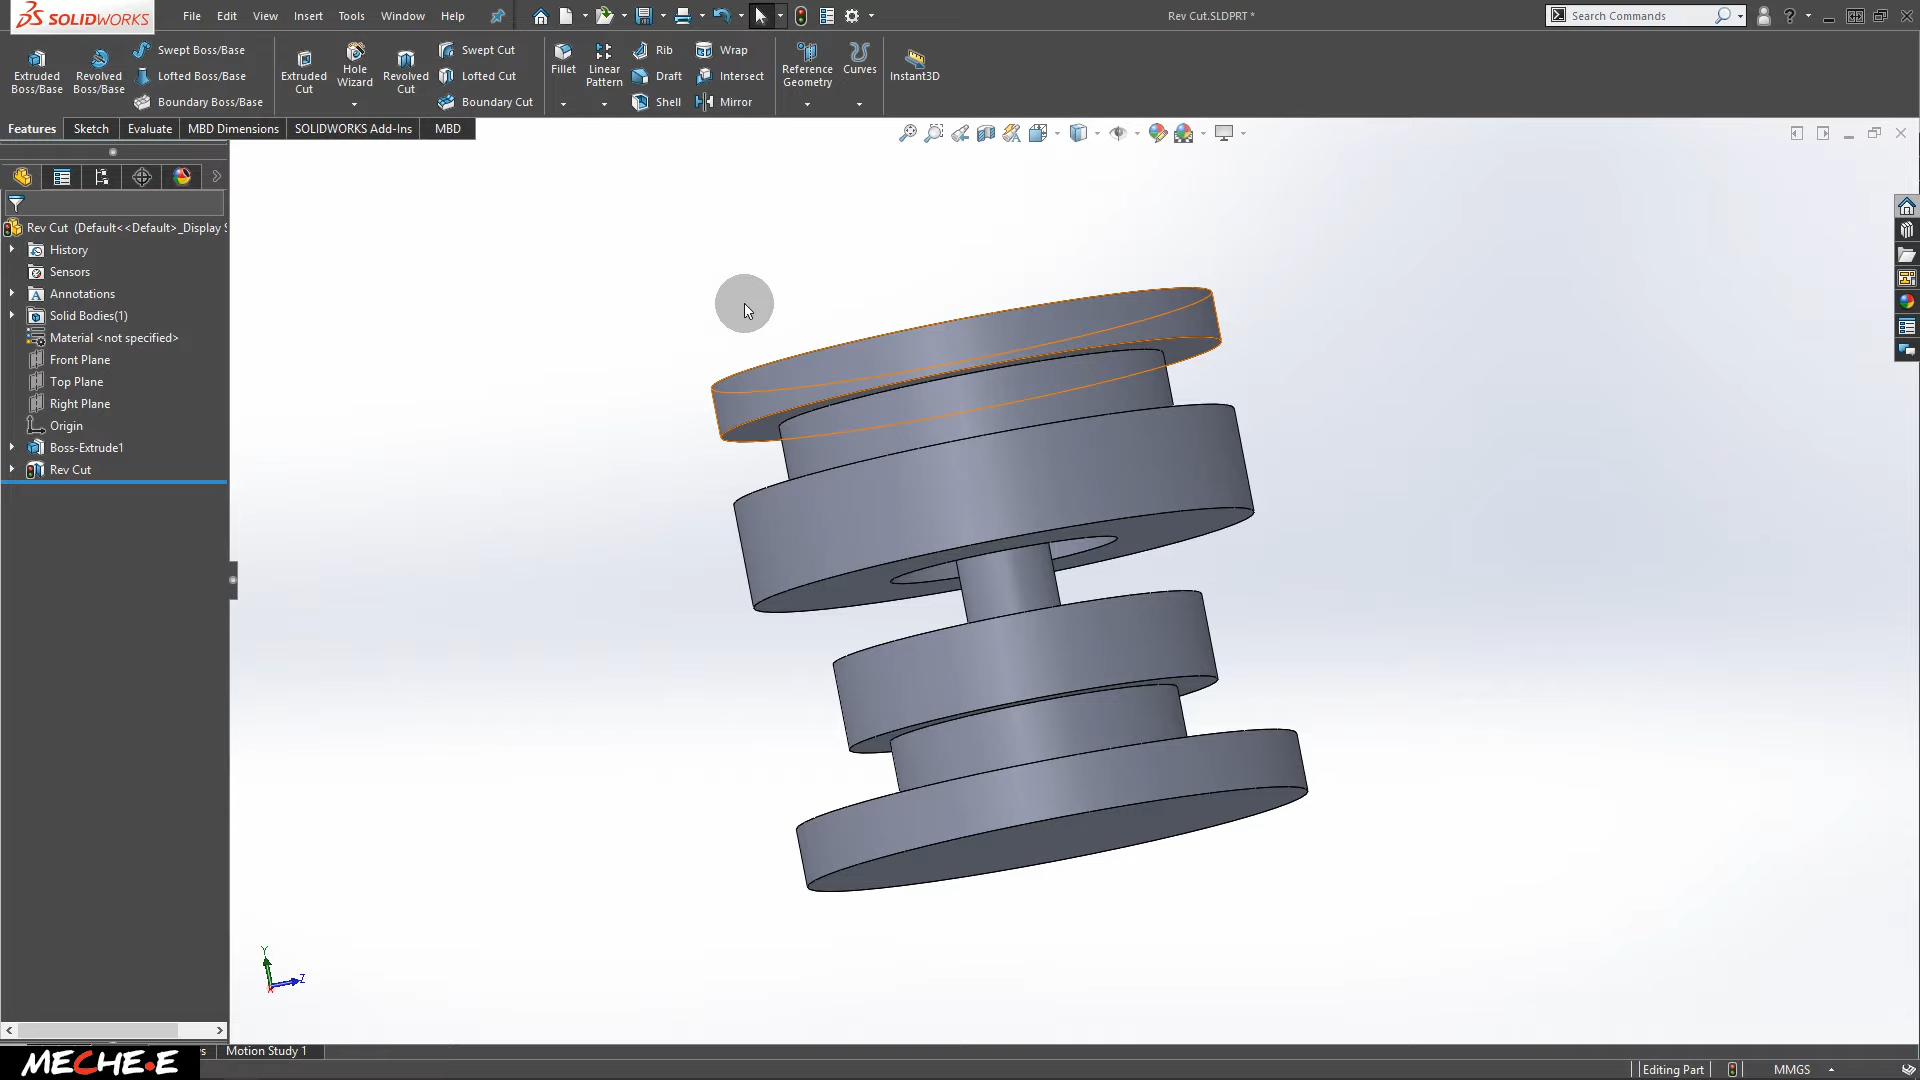 SOLIDWORKS File Edit View Insert Tools Window Help Rev Cut.SLDPRT * Search Commands
Extruded Boss/Base
Revolved Boss/Base
Swept Boss/Base
Lofted Boss/Base
Boundary Boss/Base
Extruded Cut
Hole Wizard
Revolved Cut
Swept Cut
Lofted Cut
Boundary Cut
Fillet
Linear Pattern
Rib
Draft
Shell
Wrap
Intersect
Mirror
Reference Geometry
Curves
Instant3D
Features Sketch Evaluate MBD Dimensions SOLIDWORKS Add-Ins MBD
Rev Cut (Default<<Default>_Display
History
Sensors
Annotations
Solid Bodies(1)
Material <not specified>
Front Plane
Top Plane
Right Plane
Origin
Boss-Extrude1
Rev Cut
Y
Z
X
Motion Study 1
MECHE•E
Editing Part MMGS